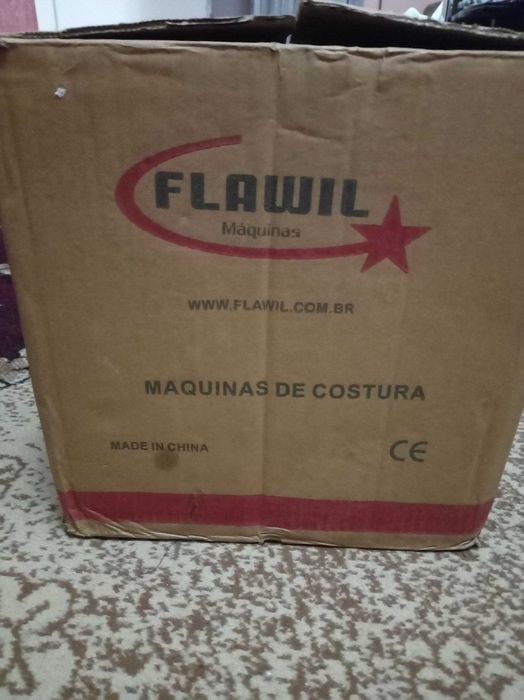 FLAWIL
Máquinas
WWW.FLAWIL.COM.BR
MAQUINAS DE COSTURA
MADE IN CHINA
CE